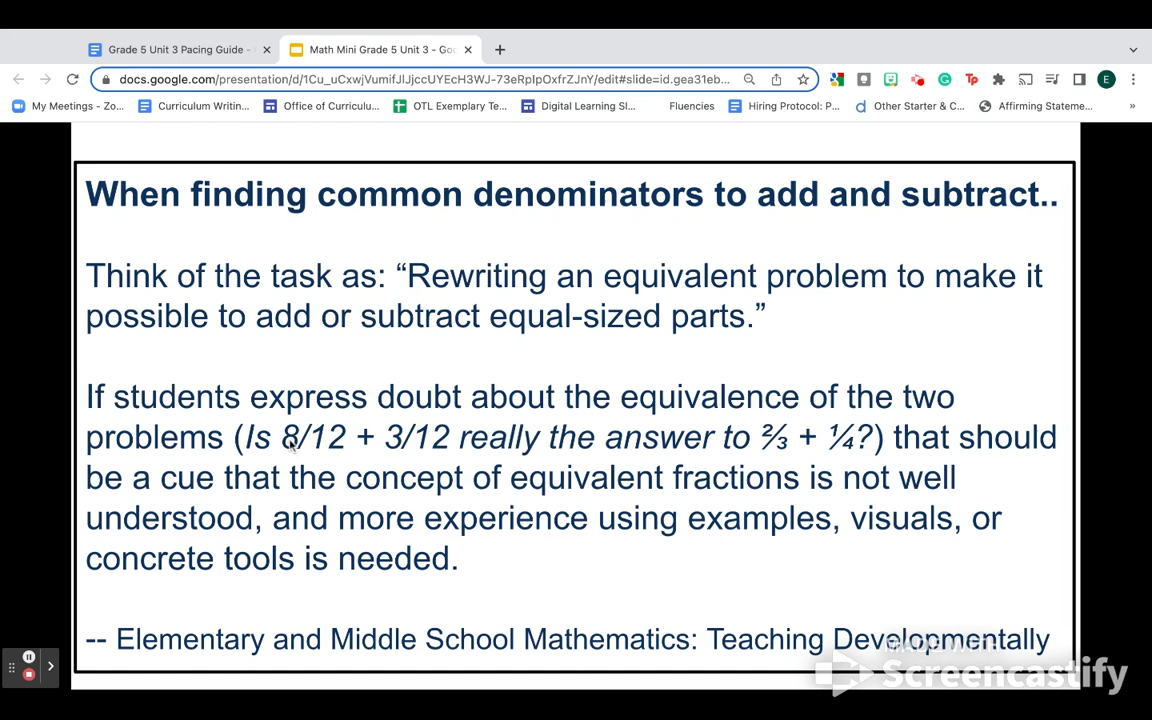 Grade 5 Unit 3 Pacing Guide -
Math Mini Grade 5 Unit 3 - Goo
docs.google.com/presentation/d/1Cu_uCxwjVumifJlJjccUYEcH3WJ-73eRpIpOxfrZJnY/edit#slide=id.gea31eb...
E
My Meetings - Zo...
Curriculum Writin...
Office of Curriculu...
OTL Exemplary Te...
Digital Learning Sl...
Fluencies
Hiring Protocol: P...
Other Starter & C...
Affirming Stateme...
»
When finding common denominators to add and subtract..
Think of the task as: “Rewriting an equivalent problem to make it
possible to add or subtract equal-sized parts.”
If students express doubt about the equivalence of the two
problems (Is 8/12 + 3/12 really the answer to ⅔ + ¼?) that should
be a cue that the concept of equivalent fractions is not well
understood, and more experience using examples, visuals, or
concrete tools is needed.
-- Elementary and Middle School Mathematics: Teaching Developmentally
MADE WITH
Screencastify